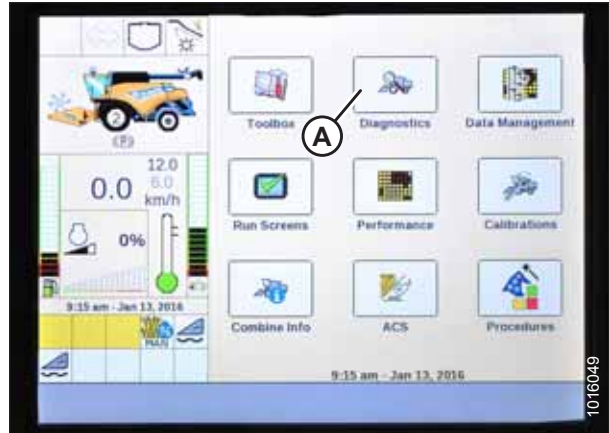 12.0
0.0
6.0
km/h
0%
9:15 am - Jan 13, 2016
MAN
2
(P)
A
Toolbox
Diagnostics
Data Management
Run Screens
Performance
Calibrations
Combine Info
ACS
Procedures
9:15 am - Jan 13, 2016
1016049